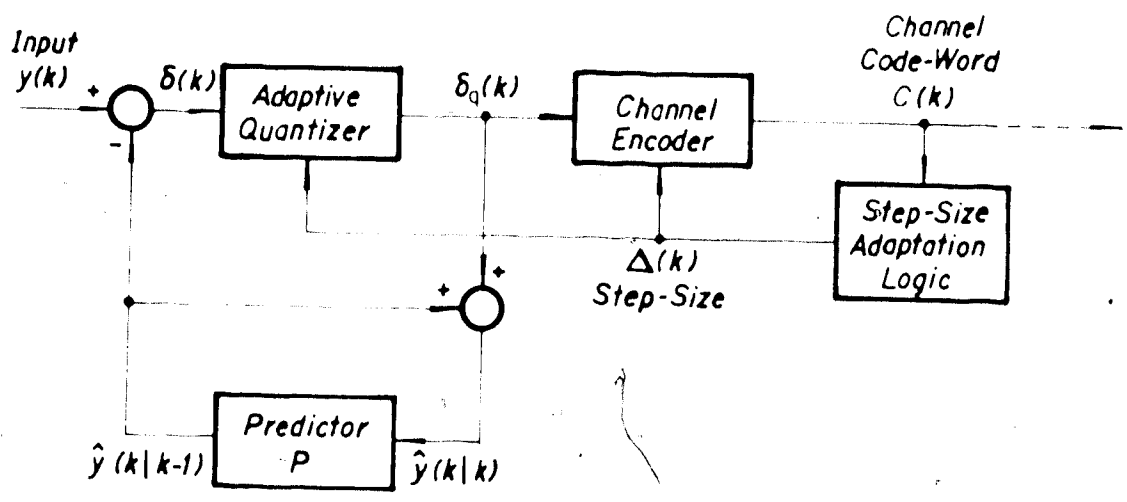 Input
y(k)
+
-
δ(k)
Adaptive
Quantizer
δq(k)
Channel
Encoder
Channel
Code-Word
C(k)
Step-Size
Adaptation
Logic
Δ(k)
Step-Size
+
+
Predictor
P
ŷ(k|k-1)
ŷ(k|k)